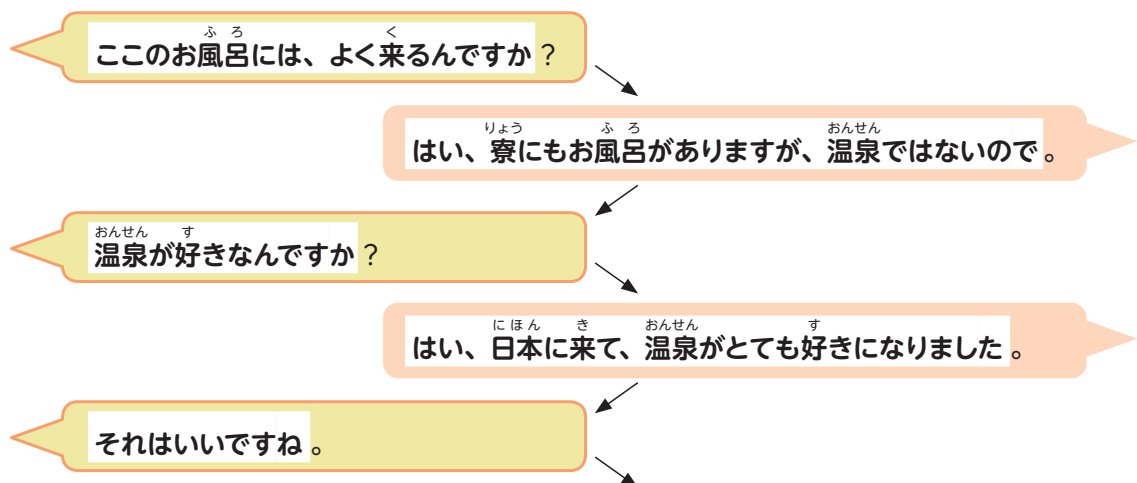 ふろ く
ここのお風呂には、よく来るんですか？
りょう ふろ おんせん
はい、寮にもお風呂がありますが、温泉ではないので。
おんせん す
温泉が好きなんですか？
にほん き おんせん す
はい、日本に来て、温泉がとても好きになりました。
それはいいですね。